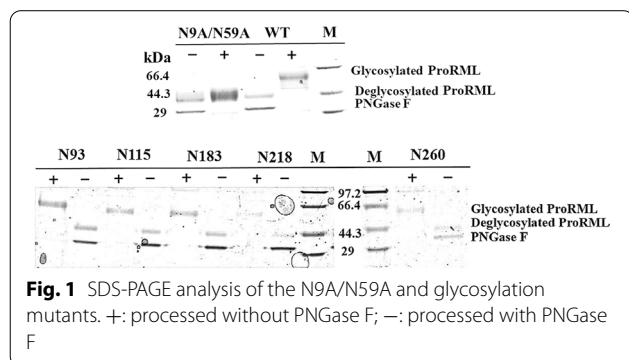 N9A/N59A WT M
kDa − + − +
66.4
Glycosylated ProRML
44.3
Deglycosylated ProRML
PNGase F
29
N93 N115 N183 N218 M M N260
+ − + − + − + − + −
97.2
66.4
Glycosylated ProRML
Deglycosylated ProRML
44.3
PNGase F
29
Fig. 1 SDS-PAGE analysis of the N9A/N59A and glycosylation
mutants. +: processed without PNGase F; −: processed with PNGase
F